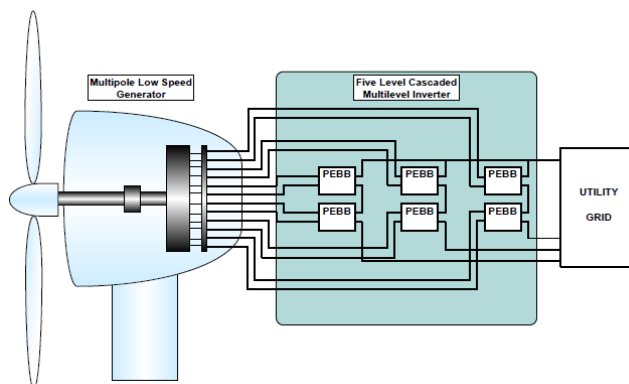 Multipole Low Speed
Generator
Five Level Cascaded
Multilevel Inverter
PEBB
PEBB
PEBB
PEBB
PEBB
PEBB
UTILITY
GRID